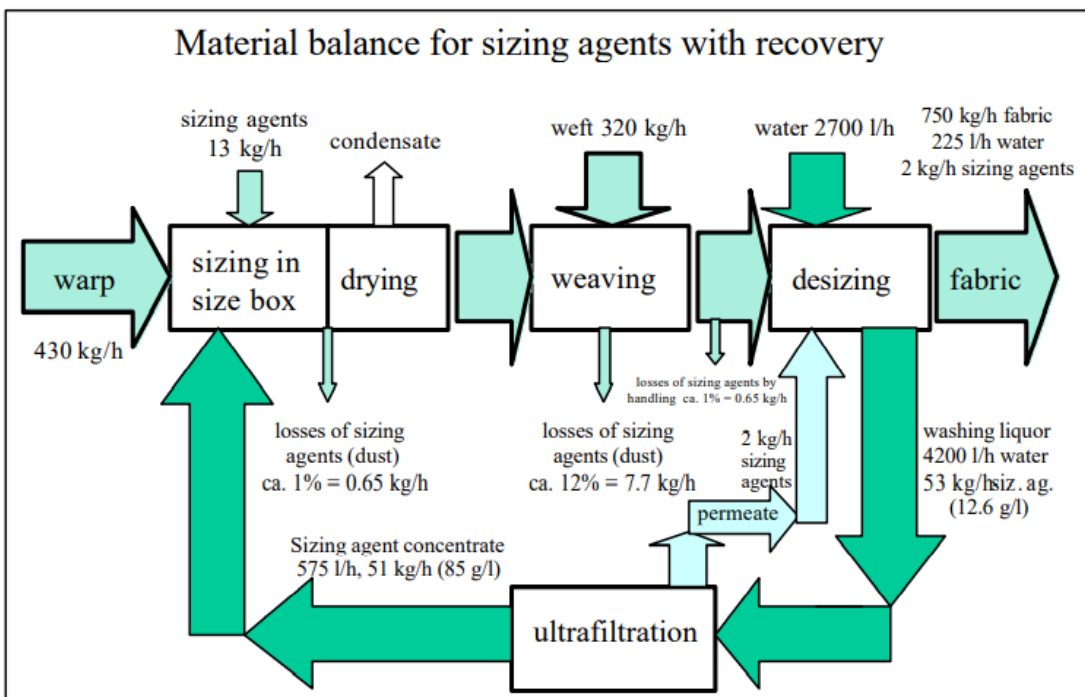 Material balance for sizing agents with recovery
sizing agents
13 kg/h
condensate
weft 320 kg/h
water 2700 l/h
750 kg/h fabric
225 l/h water
2 kg/h sizing agents
warp
430 kg/h
sizing in
size box
drying
weaving
desizing
fabric
losses of sizing
agents (dust)
ca. 1% = 0.65 kg/h
losses of sizing
agents (dust)
ca. 12% = 7.7 kg/h
losses of sizing agents by
handling ca. 1% = 0.65 kg/h
2 kg/h
sizing
agents
permeate
washing liquor
4200 l/h water
53 kg/hsiz. ag.
(12.6 g/l)
Sizing agent concentrate
575 l/h, 51 kg/h (85 g/l)
ultrafiltration